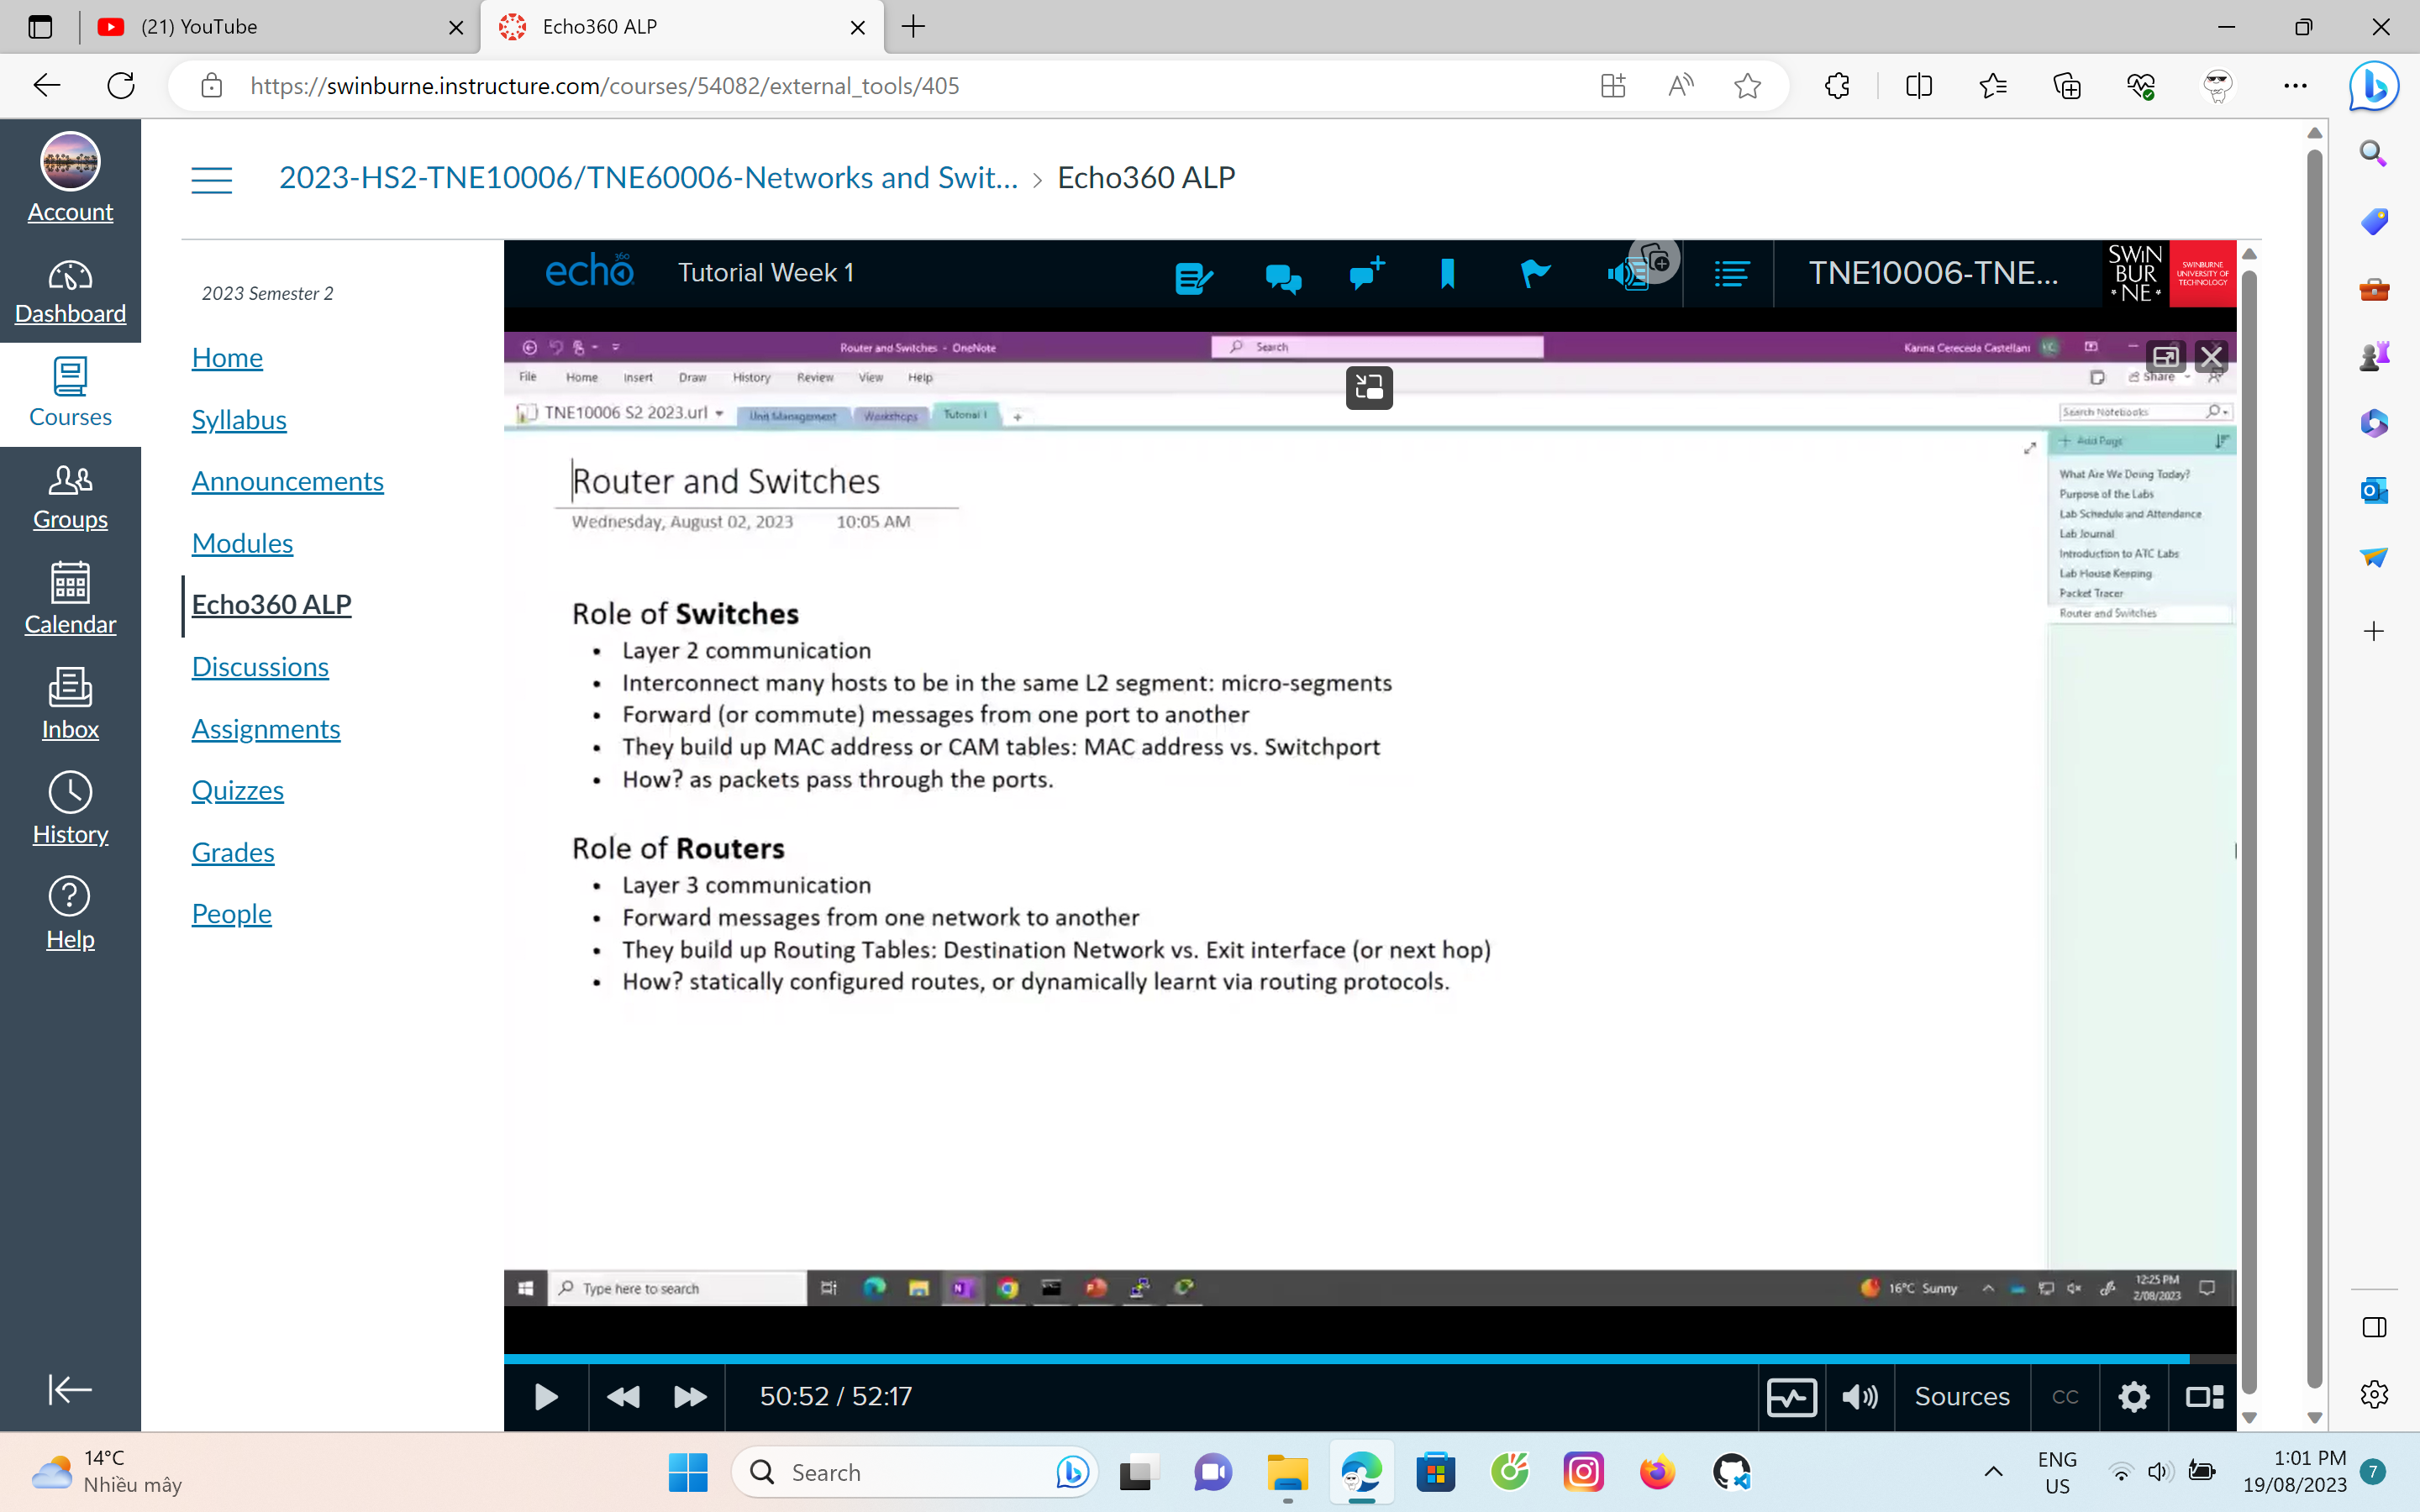 (21) YouTube
Echo360 ALP
https://swinburne.instructure.com/courses/54082/external_tools/405
Account
Dashboard
Courses
Groups
Calendar
Inbox
History
Help
2023-HS2-TNE10006/TNE60006-Networks and Swit... › Echo360 ALP
2023 Semester 2
Home
Syllabus
Announcements
Modules
Echo360 ALP
Discussions
Assignments
Quizzes
Grades
People
echo 360
Tutorial Week 1
TNE10006-TNE...
SWIN
BUR
*NE*
SWINBURNE
UNIVERSITY OF
TECHNOLOGY
Router and Switches - OneNote
Search
Karina Cereceda Castellani
KC
File Home Insert Draw History Review View Help
Share
TNE10006 S2 2023.url
Unit Management
Workshops
Tutorial 1
Search Notebooks
Add Page
What Are We Doing Today?
Purpose of the Labs
Lab Schedule and Attendance
Lab Journal
Introduction to ATC Labs
Lab House Keeping
Packet Tracer
Router and Switches
Router and Switches
Wednesday, August 02, 2023 10:05 AM
Role of Switches
• Layer 2 communication
• Interconnect many hosts to be in the same L2 segment: micro-segments
• Forward (or commute) messages from one port to another
• They build up MAC address or CAM tables: MAC address vs. Switchport
• How? as packets pass through the ports.
Role of Routers
• Layer 3 communication
• Forward messages from one network to another
• They build up Routing Tables: Destination Network vs. Exit interface (or next hop)
• How? statically configured routes, or dynamically learnt via routing protocols.
Type here to search
16°C Sunny
12:25 PM
2/08/2023
50:52 / 52:17
Sources
CC
14°C
Nhiều mây
Search
ENG
US
1:01 PM
19/08/2023
7